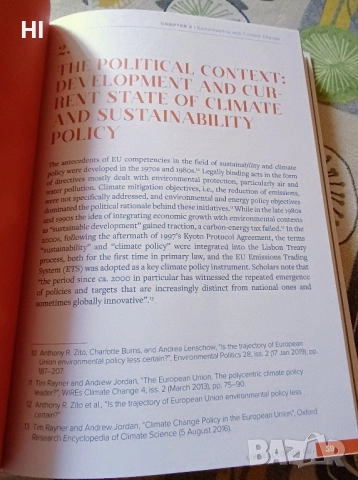 HI
CHAPTER 2 | Sustainability and Climate Change
2.
THE POLITICAL CONTEXT:
DEVELOPMENT AND CUR-
RENT STATE OF CLIMATE
AND SUSTAINABILITY
POLICY
The antecedents of EU competencies in the field of sustainability and climate
policy were developed in the 1970s and 1980s.¹⁰ Legally binding acts in the form
of directives mostly dealt with environmental protection, particularly air and
water pollution. Climate mitigation objectives, i.e., the reduction of emissions,
were not specifically addressed, and environmental and energy policy objectives
dominated the political rationale behind these initiatives.¹¹ While in the late 1980s
and 1990s the idea of integrating economic growth with environmental contexts
as “sustainable development” gained traction, a carbon-energy tax failed.¹² In the
2000s, following the aftermath of 1997’s Kyoto Protocol Agreement, the terms
“sustainability” and “climate policy” were integrated into the Lisbon Treaty
process, both for the first time in primary law, and the EU Emissions Trading
System (ETS) was adopted as a key climate policy instrument. Scholars note that
“the period since ca. 2000 in particular has witnessed the repeated emergence
of policies and targets that are increasingly distinct from national ones and
sometimes globally innovative”.¹³
10 Anthony R. Zito, Charlotte Burns, and Andrea Lenschow, “Is the trajectory of European
Union environmental policy less certain?”, Environmental Politics 28, iss. 2 (17 Jan 2019); pp.
187–207.
11 Tim Rayner and Andrew Jordan, “The European Union. The polycentric climate policy
leader?”, WIREs Climate Change 4, iss. 2 (March 2013), pp. 75–90.
12 Anthony R. Zito et al., “Is the trajectory of European Union environmental policy less
certain?”
13 Tim Rayner and Andrew Jordan, “Climate Change Policy in the European Union”, Oxford
Research Encyclopedia of Climate Science (5 August 2016).
39
BAZAR